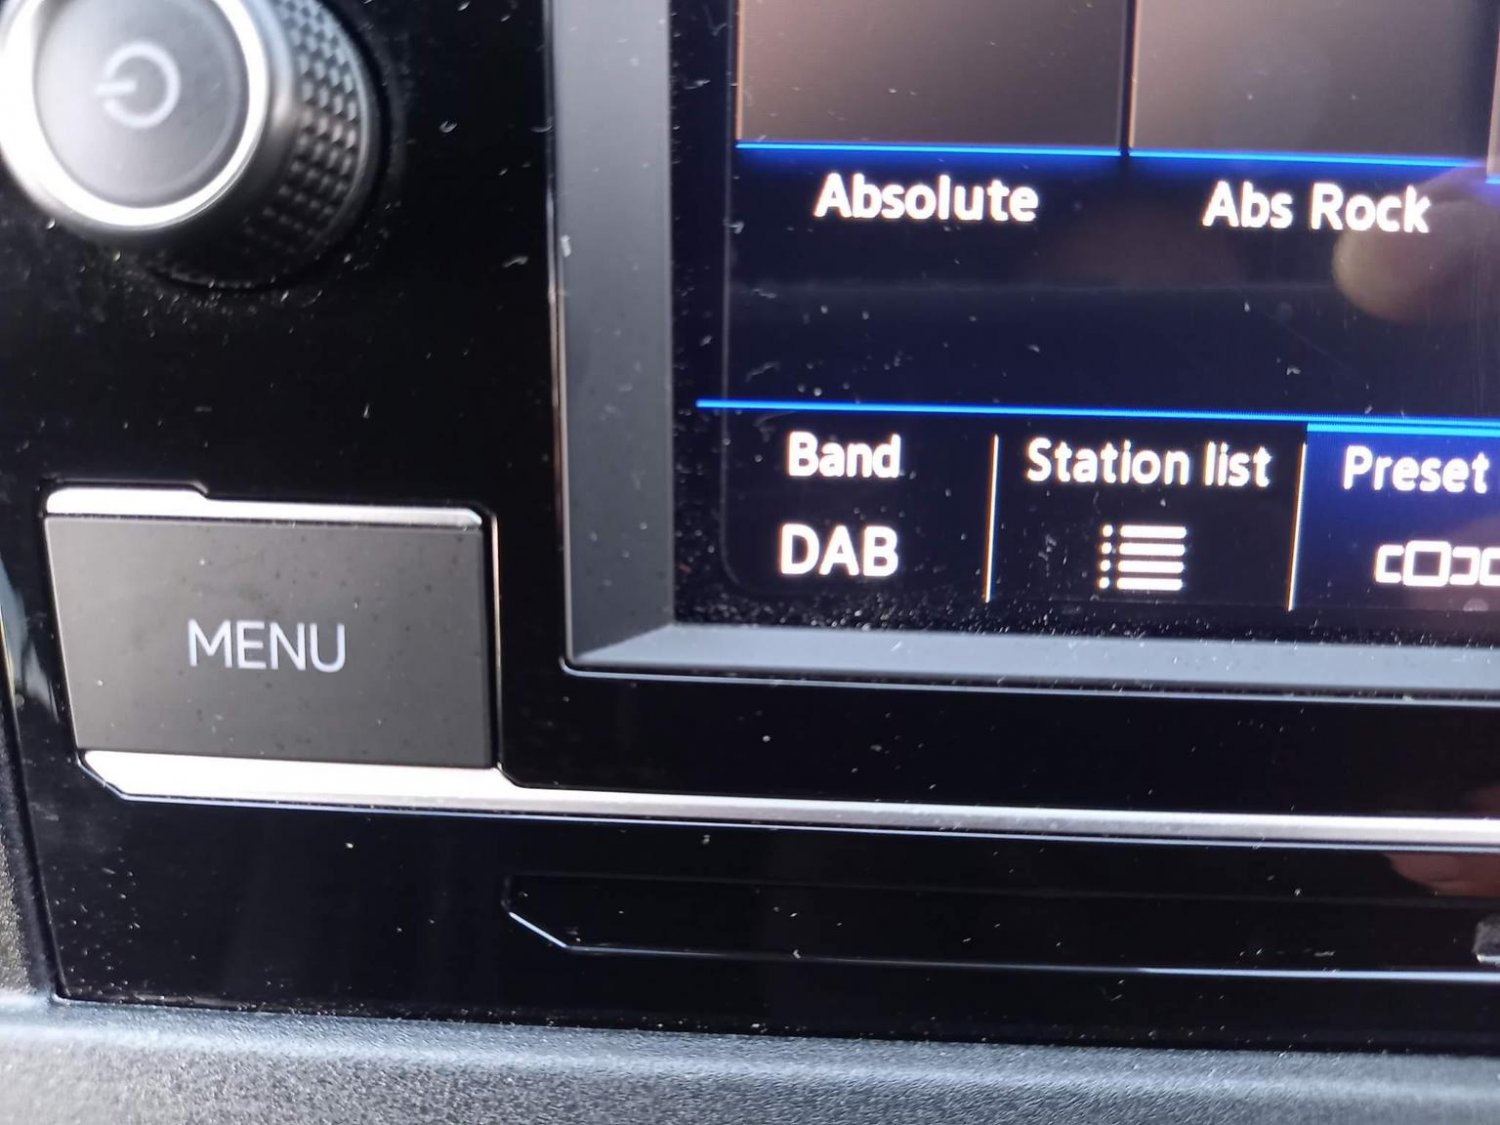 Absolute
Abs Rock
Band
Station list
Preset
DAB
MENU